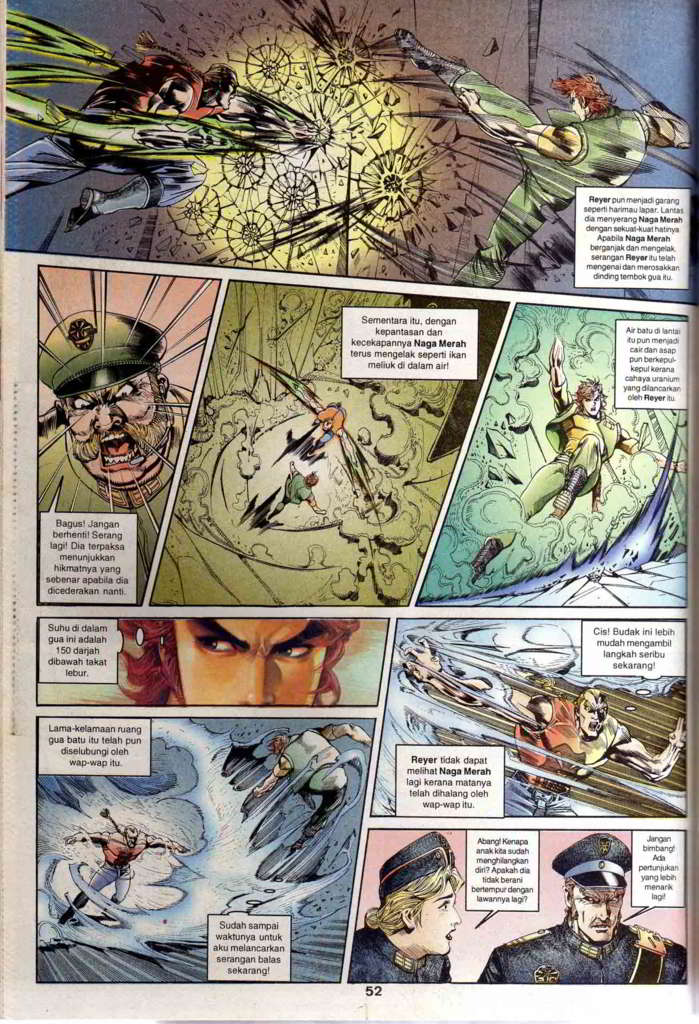 Reyer pun menjadi garang
seperti harimau lapar. Lantas
dia menyerang Naga Merah
dengan sekuat-kuat hatinya.
Apabila Naga Merah
berganjak dan mengelak,
serangan Reyer itu telah
mengenai dan merosakkan
dinding tembok gua itu.
Bagus! Jangan
berhenti! Serang
lagi! Dia terpaksa
menunjukkan
hikmatnya yang
sebenar apabila dia
dicederakan nanti.
Sementara itu, dengan
kepantasan dan
kecekapannya Naga Merah
terus mengelak seperti ikan
meliuk di dalam air!
Air batu di lantai
itu pun menjadi
cair dan asap
pun berkepul-
kepul kerana
cahaya uranium
yang dilancarkan
oleh Reyer itu.
Suhu di dalam
gua ini adalah
150 darjah
dibawah takat
lebur.
Cis! Budak ini lebih
mudah mengambil
langkah seribu
sekarang!
Reyer tidak dapat
melihat Naga Merah
lagi kerana matanya
telah dihalang oleh
wap-wap itu.
Lama-kelamaan ruang
gua batu itu telah pun
diselubungi oleh
wap-wap itu.
Sudah sampai
waktunya untuk
aku melancarkan
serangan balas
sekarang!
Abang! Kenapa
anak kita sudah
menghilangkan
diri? Apakah dia
tidak berani
bertempur dengan
lawannya lagi?
Jangan
bimbang!
Ada
pertunjukan
yang lebih
menarik
lagi!
52